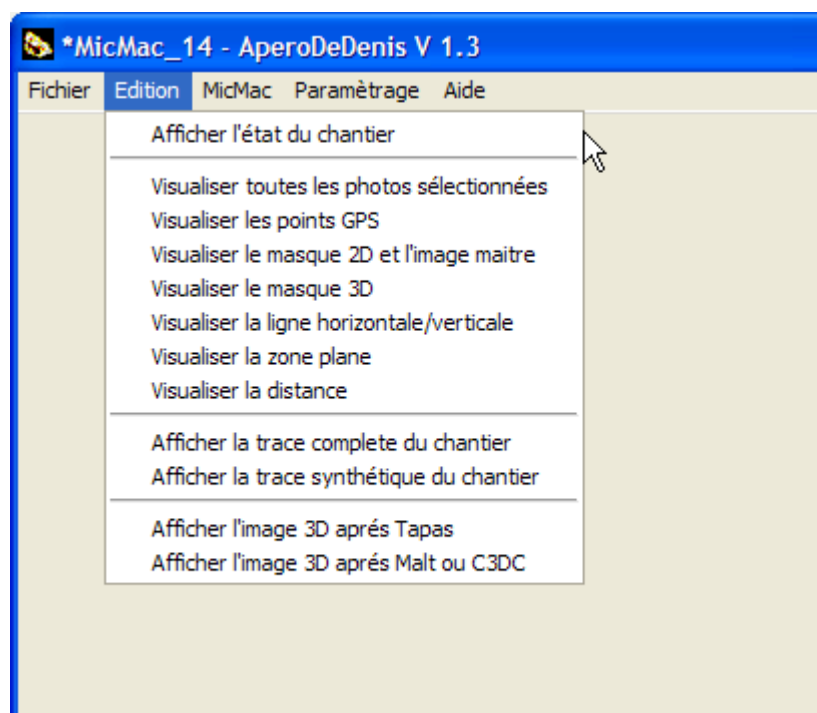 *MicMac_14 - AperoDeDenis V 1.3
Fichier Edition MicMac Paramètrage Aide
Afficher l'état du chantier
Visualiser toutes les photos sélectionnées
Visualiser les points GPS
Visualiser le masque 2D et l'image maitre
Visualiser le masque 3D
Visualiser la ligne horizontale/verticale
Visualiser la zone plane
Visualiser la distance
Afficher la trace complete du chantier
Afficher la trace synthétique du chantier
Afficher l'image 3D aprés Tapas
Afficher l'image 3D aprés Malt ou C3DC